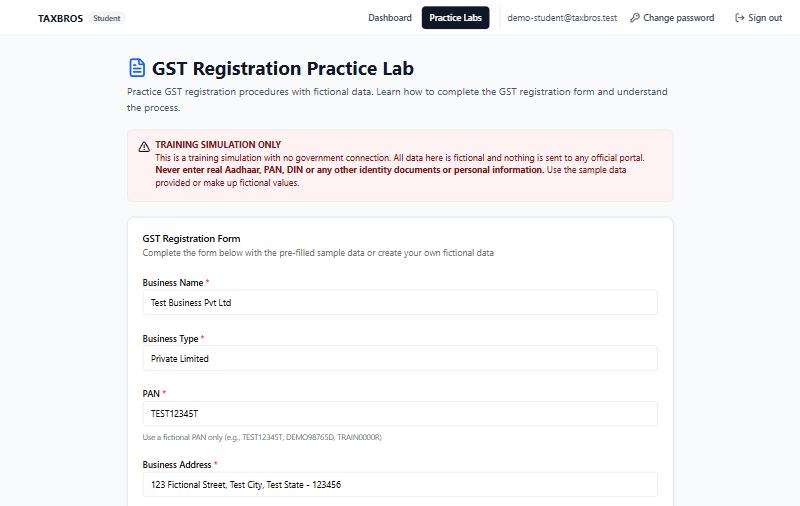 TAXBROS Student Dashboard Practice Labs demo-student@taxbros.test Change password Sign out
GST Registration Practice Lab
Practice GST registration procedures with fictional data. Learn how to complete the GST registration form and understand
the process.
TRAINING SIMULATION ONLY
This is a training simulation with no government connection. All data here is fictional and nothing is sent to any official portal.
Never enter real Aadhaar, PAN, DIN or any other identity documents or personal information. Use the sample data
provided or make up fictional values.
GST Registration Form
Complete the form below with the pre-filled sample data or create your own fictional data
Business Name *
Test Business Pvt Ltd
Business Type *
Private Limited
PAN *
TEST12345T
Use a fictional PAN only (e.g., TEST12345T, DEMO98765D, TRAIN0000R)
Business Address *
123 Fictional Street, Test City, Test State - 123456